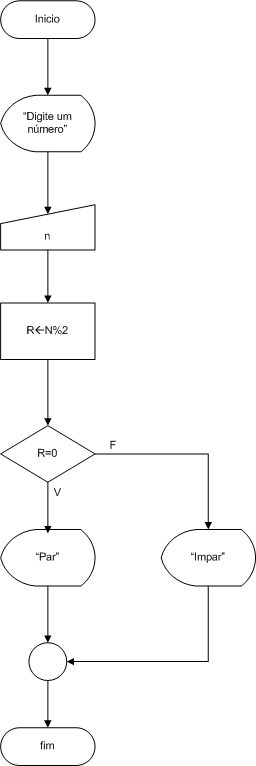 Inicio
“Digite um
número”
n
R←N%2
R=0
F
V
“Par”
“Impar”
fim